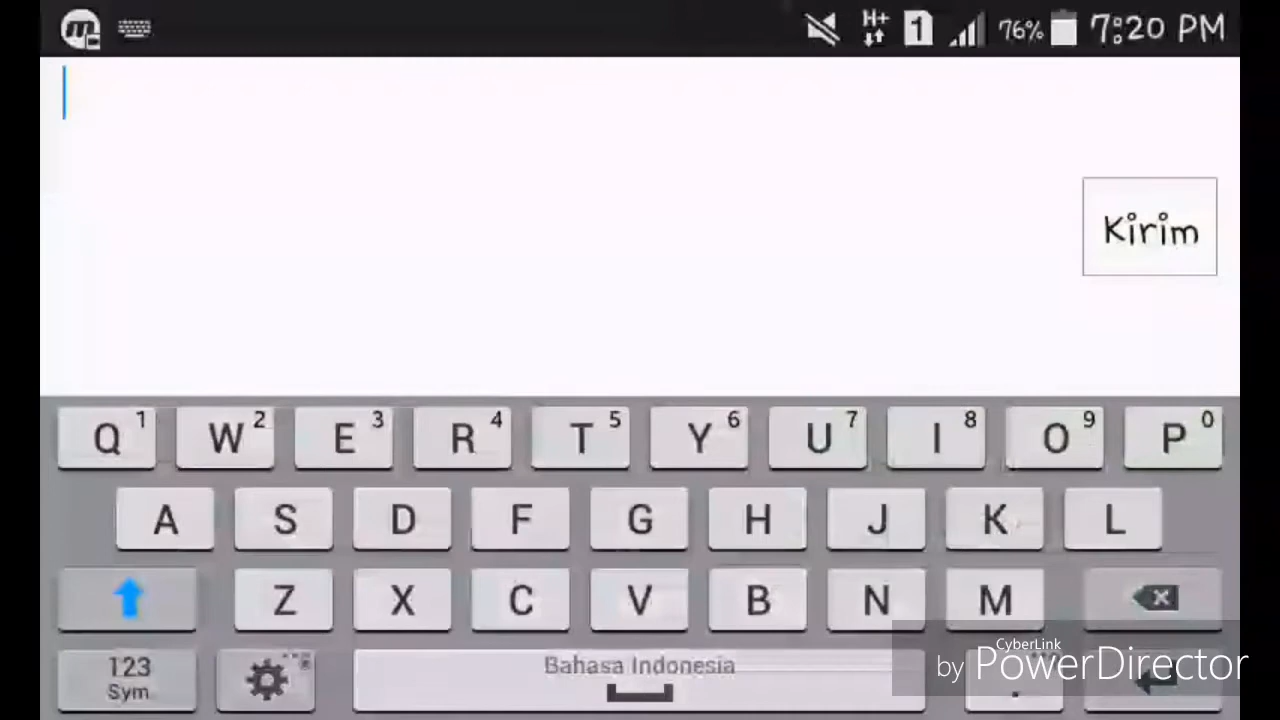 H+ 1 76% 7:20 PM
Kirim
Q 1 W 2 E 3 R 4 T 5 Y 6 U 7 I 8 O 9 P 0
A S D F G H J K L
Z X C V B N M
123
Sym
Bahasa Indonesia
.
CyberLink
by PowerDirector